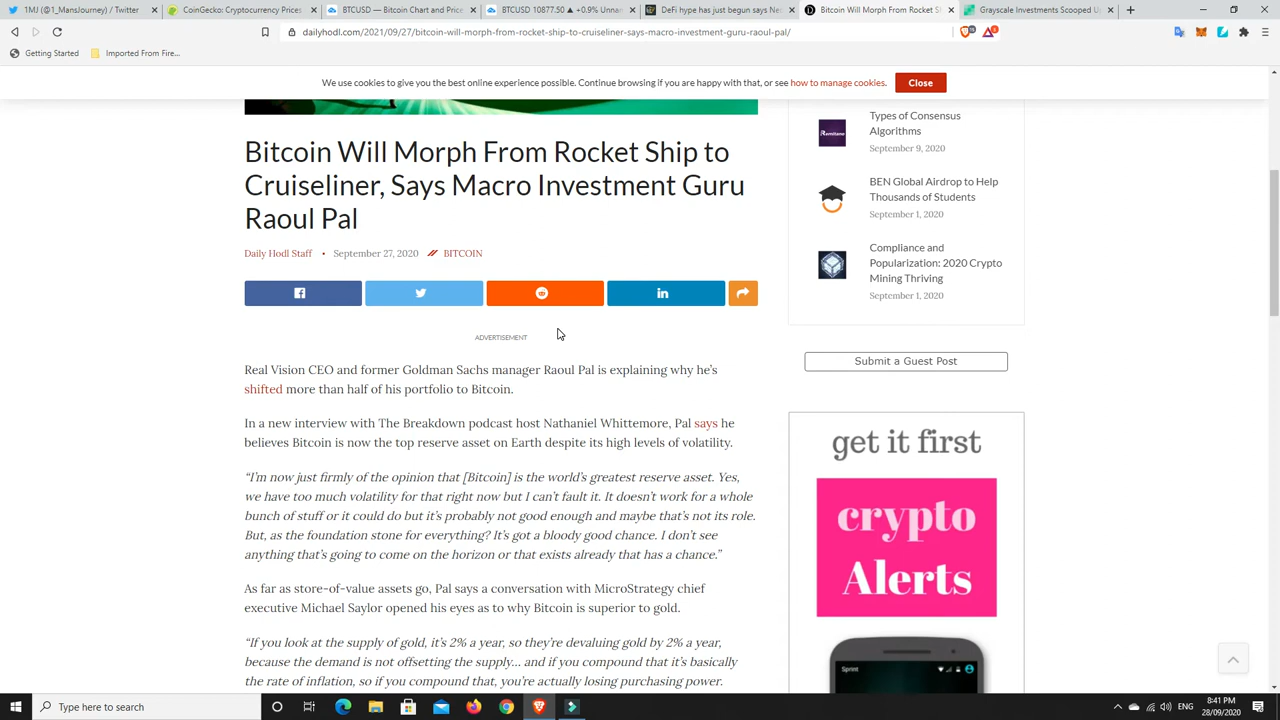 1MJ (@1_MansJourney) / Twitter
CoinGecko: Cryptocurrency Prices
BTCUSD — Bitcoin Chart and Price
BTCUSD 10877.50 ▲ +0.9% Unnam
DeFi hype has just begun says Ne
Bitcoin Will Morph From Rocket Sh
Grayscale Investments Scooped U
dailyhodl.com/2021/09/27/bitcoin-will-morph-from-rocket-ship-to-cruiseliner-says-macro-investment-guru-raoul-pal/
Getting Started
Imported From Fire...
We use cookies to give you the best online experience possible. Continue browsing if you are happy with that, or see how to manage cookies.
Close
Bitcoin Will Morph From Rocket Ship to
Cruiseliner, Says Macro Investment Guru
Raoul Pal
Daily Hodl Staff • September 27, 2020 // BITCOIN
ADVERTISEMENT
Real Vision CEO and former Goldman Sachs manager Raoul Pal is explaining why he's
shifted more than half of his portfolio to Bitcoin.
In a new interview with The Breakdown podcast host Nathaniel Whittemore, Pal says he
believes Bitcoin is now the top reserve asset on Earth despite its high levels of volatility.
“I'm now just firmly of the opinion that [Bitcoin] is the world's greatest reserve asset. Yes,
we have too much volatility for that right now but I can't fault it. It doesn't work for a whole
bunch of stuff or it could do but it's probably not good enough and maybe that's not its role.
But, as the foundation stone for everything? It's got a bloody good chance. I don't see
anything that's going to come on the horizon or that exists already that has a chance.”
As far as store-of-value assets go, Pal says a conversation with MicroStrategy chief
executive Michael Saylor opened his eyes as to why Bitcoin is superior to gold.
“If you look at the supply of gold, it's 2% a year, so they're devaluing gold by 2% a year,
because the demand is not offsetting the supply… and if you compound that it's basically
the rate of inflation, so if you compound that, you're actually losing purchasing power.
Remitano
Types of Consensus
Algorithms
September 9, 2020
BEN Global Airdrop to Help
Thousands of Students
September 1, 2020
Compliance and
Popularization: 2020 Crypto
Mining Thriving
September 1, 2020
Submit a Guest Post
get it first
crypto
Alerts
Sprint
Type here to search
ENG
8:41 PM
28/09/2020